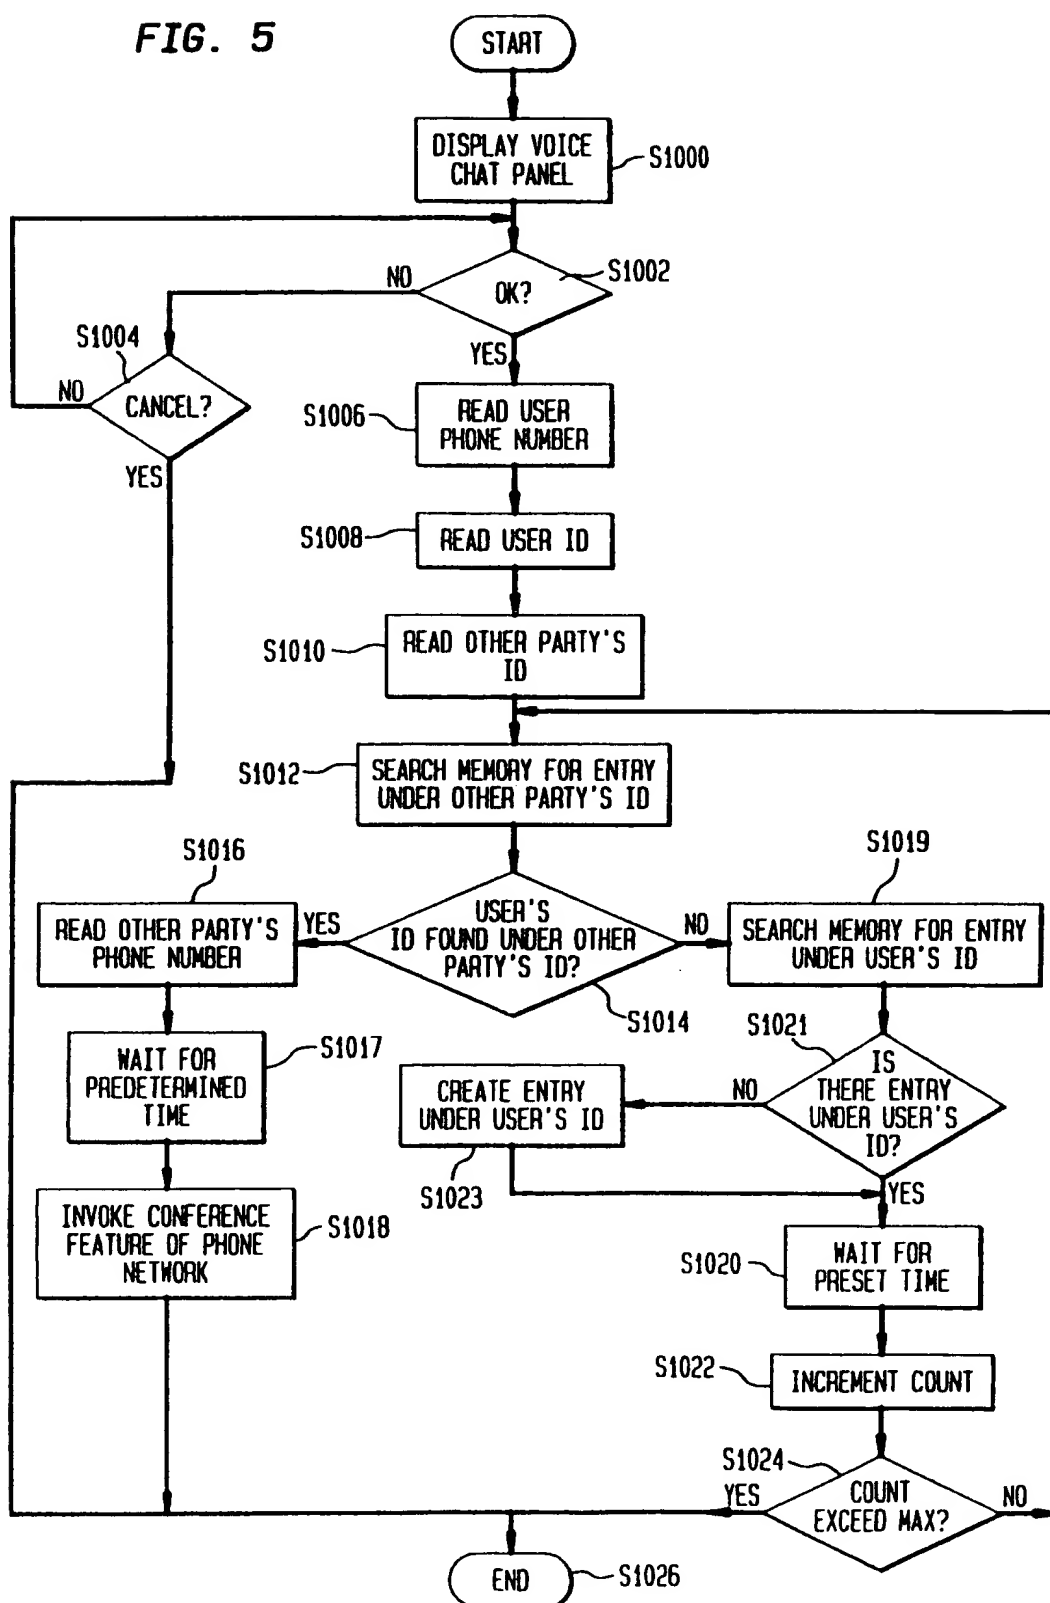 FIG. 5
START
DISPLAY VOICE
CHAT PANEL
S1000
OK?
S1002
NO
YES
S1004
CANCEL?
NO
YES
S1006
READ USER
PHONE NUMBER
S1008
READ USER ID
S1010
READ OTHER PARTY'S
ID
S1012
SEARCH MEMORY FOR ENTRY
UNDER OTHER PARTY'S ID
S1016
READ OTHER PARTY'S
PHONE NUMBER
YES
USER'S
ID FOUND UNDER OTHER
PARTY'S ID?
S1014
NO
S1019
SEARCH MEMORY FOR ENTRY
UNDER USER'S ID
WAIT FOR
PREDETERMINED
TIME
S1017
CREATE ENTRY
UNDER USER'S ID
S1023
NO
S1021
IS
THERE ENTRY
UNDER USER'S
ID?
YES
INVOKE CONFERENCE
FEATURE OF PHONE
NETWORK
S1018
S1020
WAIT FOR
PRESET TIME
S1022
INCREMENT COUNT
S1024
YES
COUNT
EXCEED MAX?
NO
END
S1026